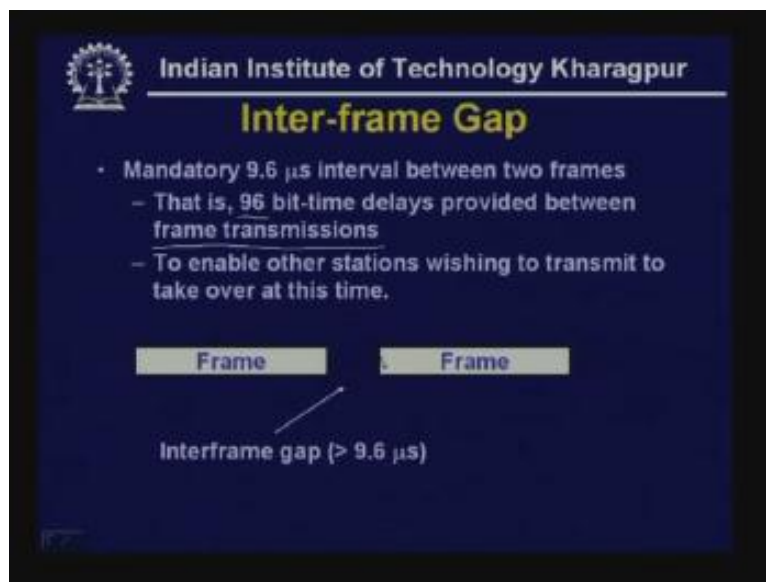 Indian Institute of Technology Kharagpur
Inter-frame Gap
• Mandatory 9.6 μs interval between two frames
– That is, 96 bit-time delays provided between
frame transmissions
– To enable other stations wishing to transmit to
take over at this time.
Frame Frame
Interframe gap (> 9.6 μs)